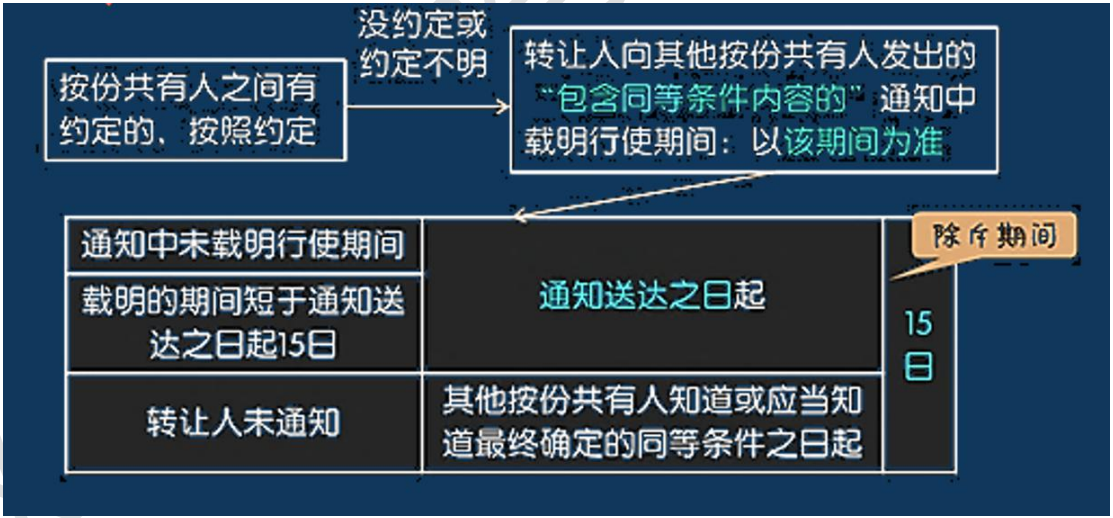 没约定或
约定不明
按份共有人之间有
约定的，按照约定
转让人向其他按份共有人发出的
“包含同等条件内容的”通知中
载明行使期间：以该期间为准
通知中未载明行使期间
载明的期间短于通知送
达之日起15日
通知送达之日起
除斥期间
15
日
转让人未通知
其他按份共有人知道或应当知
道最终确定的同等条件之日起